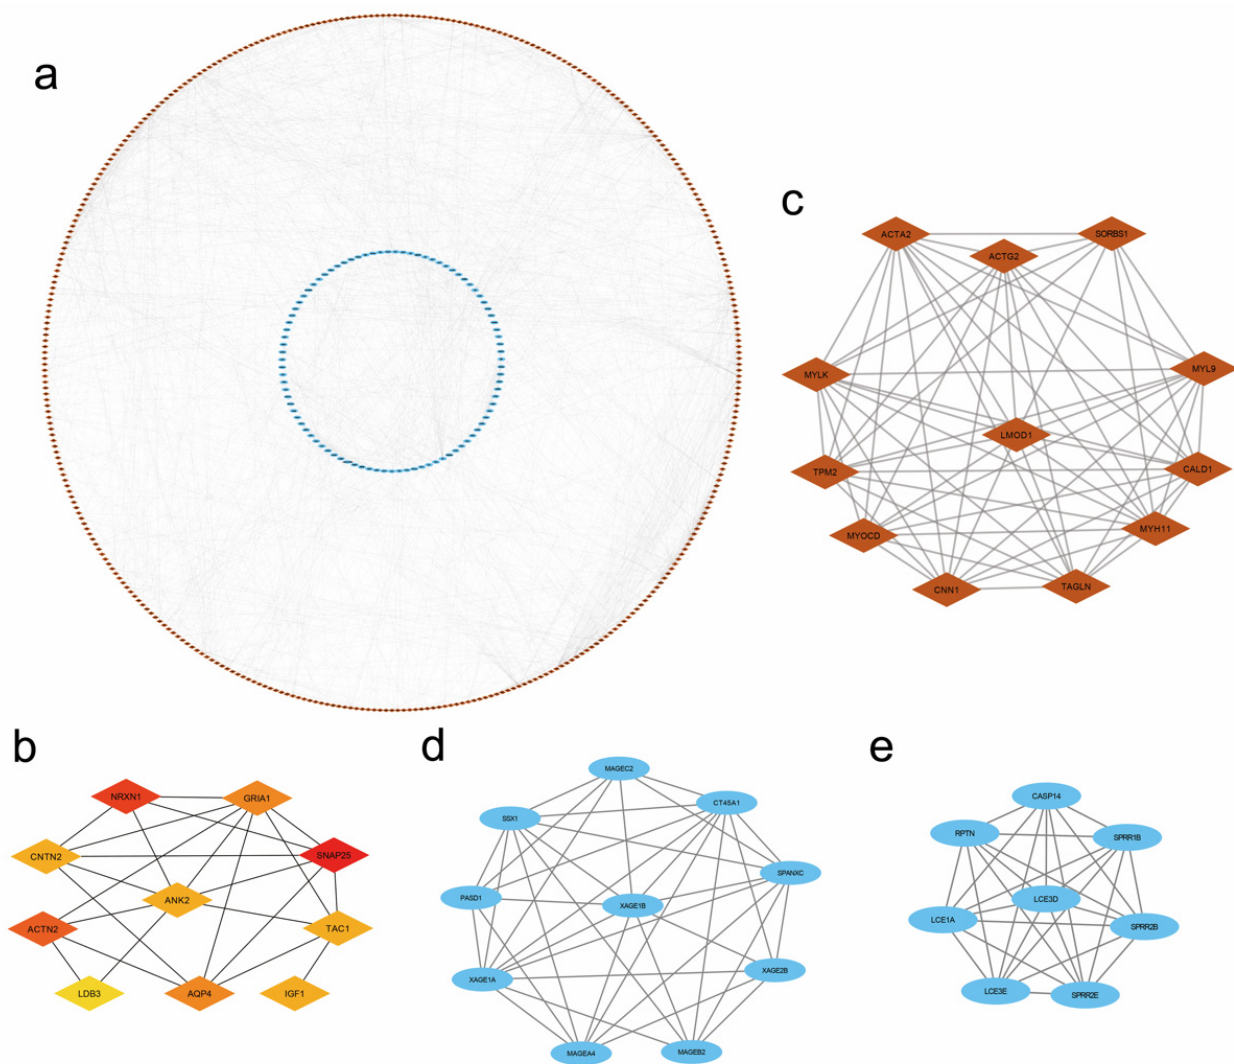 a
c
ACTA2
SORBS1
ACTG2
MYLK
MYL9
LMOD1
TPM2
CALD1
MYOCD
MYH11
CNN1
TAGLN
b
NRXN1
GRIA1
CNTN2
SNAP25
ANK2
ACTN2
TAC1
LDB3
AQP4
IGF1
d
MAGEC2
CT45A1
SSX1
SPANXC
PASD1
XAGE1B
XAGE1A
XAGE2B
MAGEA4
MAGEB2
e
CASP14
RPTN
SPRR1B
LCE3D
LCE1A
SPRR2B
LCE3E
SPRR2E